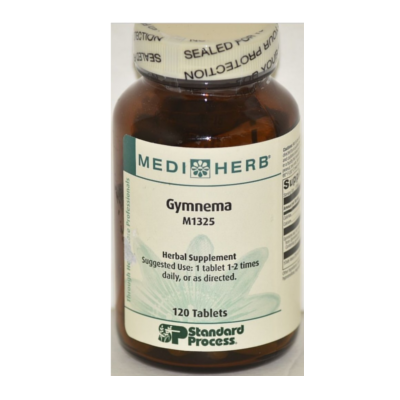 SEALED FOR YOUR PROTECTION
MEDI HERB®
Gymnema
M1325
Herbal Supplement
Suggested Use: 1 tablet 1-2 times
daily, or as directed.
120 Tablets
SP Standard
Process®